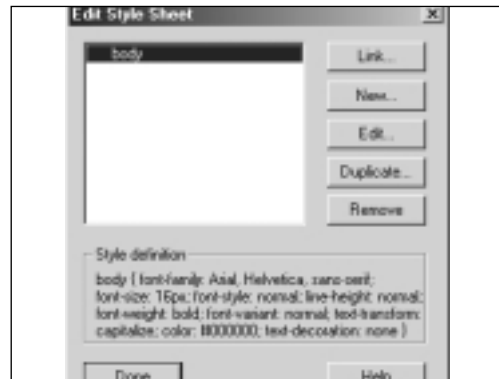 Edit Style Sheet
body
Link...
New...
Edit...
Duplicate...
Remove
Style definition
body { font-family: Arial, Helvetica, sans-serif;
font-size: 16px; font-style: normal; line-height: normal;
font-weight: bold; font-variant: normal; text-transform:
capitalize; color: #000000; text-decoration: none }
Done
Help